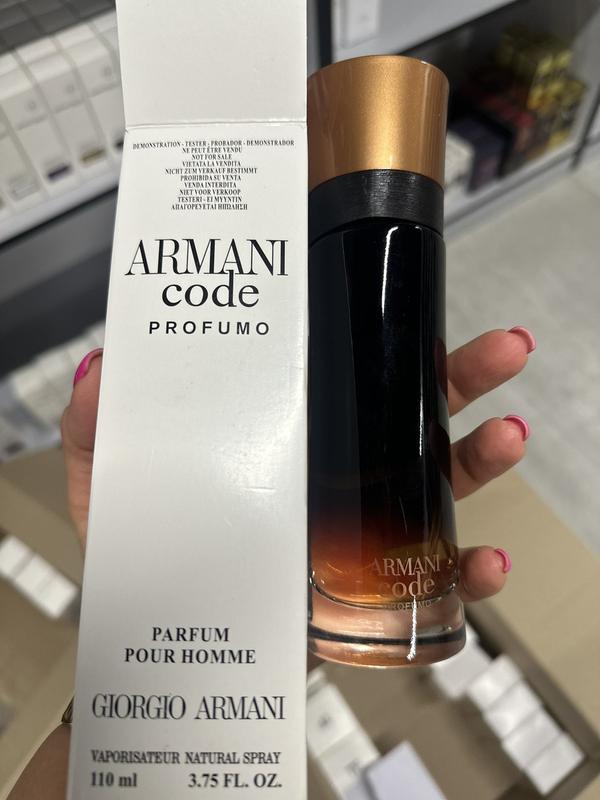 DEMONSTRATION - TESTER - PROBADOR - DEMONSTRADOR
NE PEUT ÊTRE VENDU
NOT FOR SALE
VIETATA LA VENDITA
NICHT ZUM VERKAUF BESTIMMT
PROHIBIDA SU VENTA
VENDA INTERDITA
NIET VOOR VERKOOP
TESTERI - EI MYYNTIN
ΑΠΑΓΟΡΕΥΕΤΑΙ ΗΠΩΛΗΣΗ
ARMANI
code
PROFUMO
PARFUM
POUR HOMME
GIORGIO ARMANI
VAPORISATEUR NATURAL SPRAY
110 ml 3.75 FL. OZ.
ARMANI
code
PROFUMO